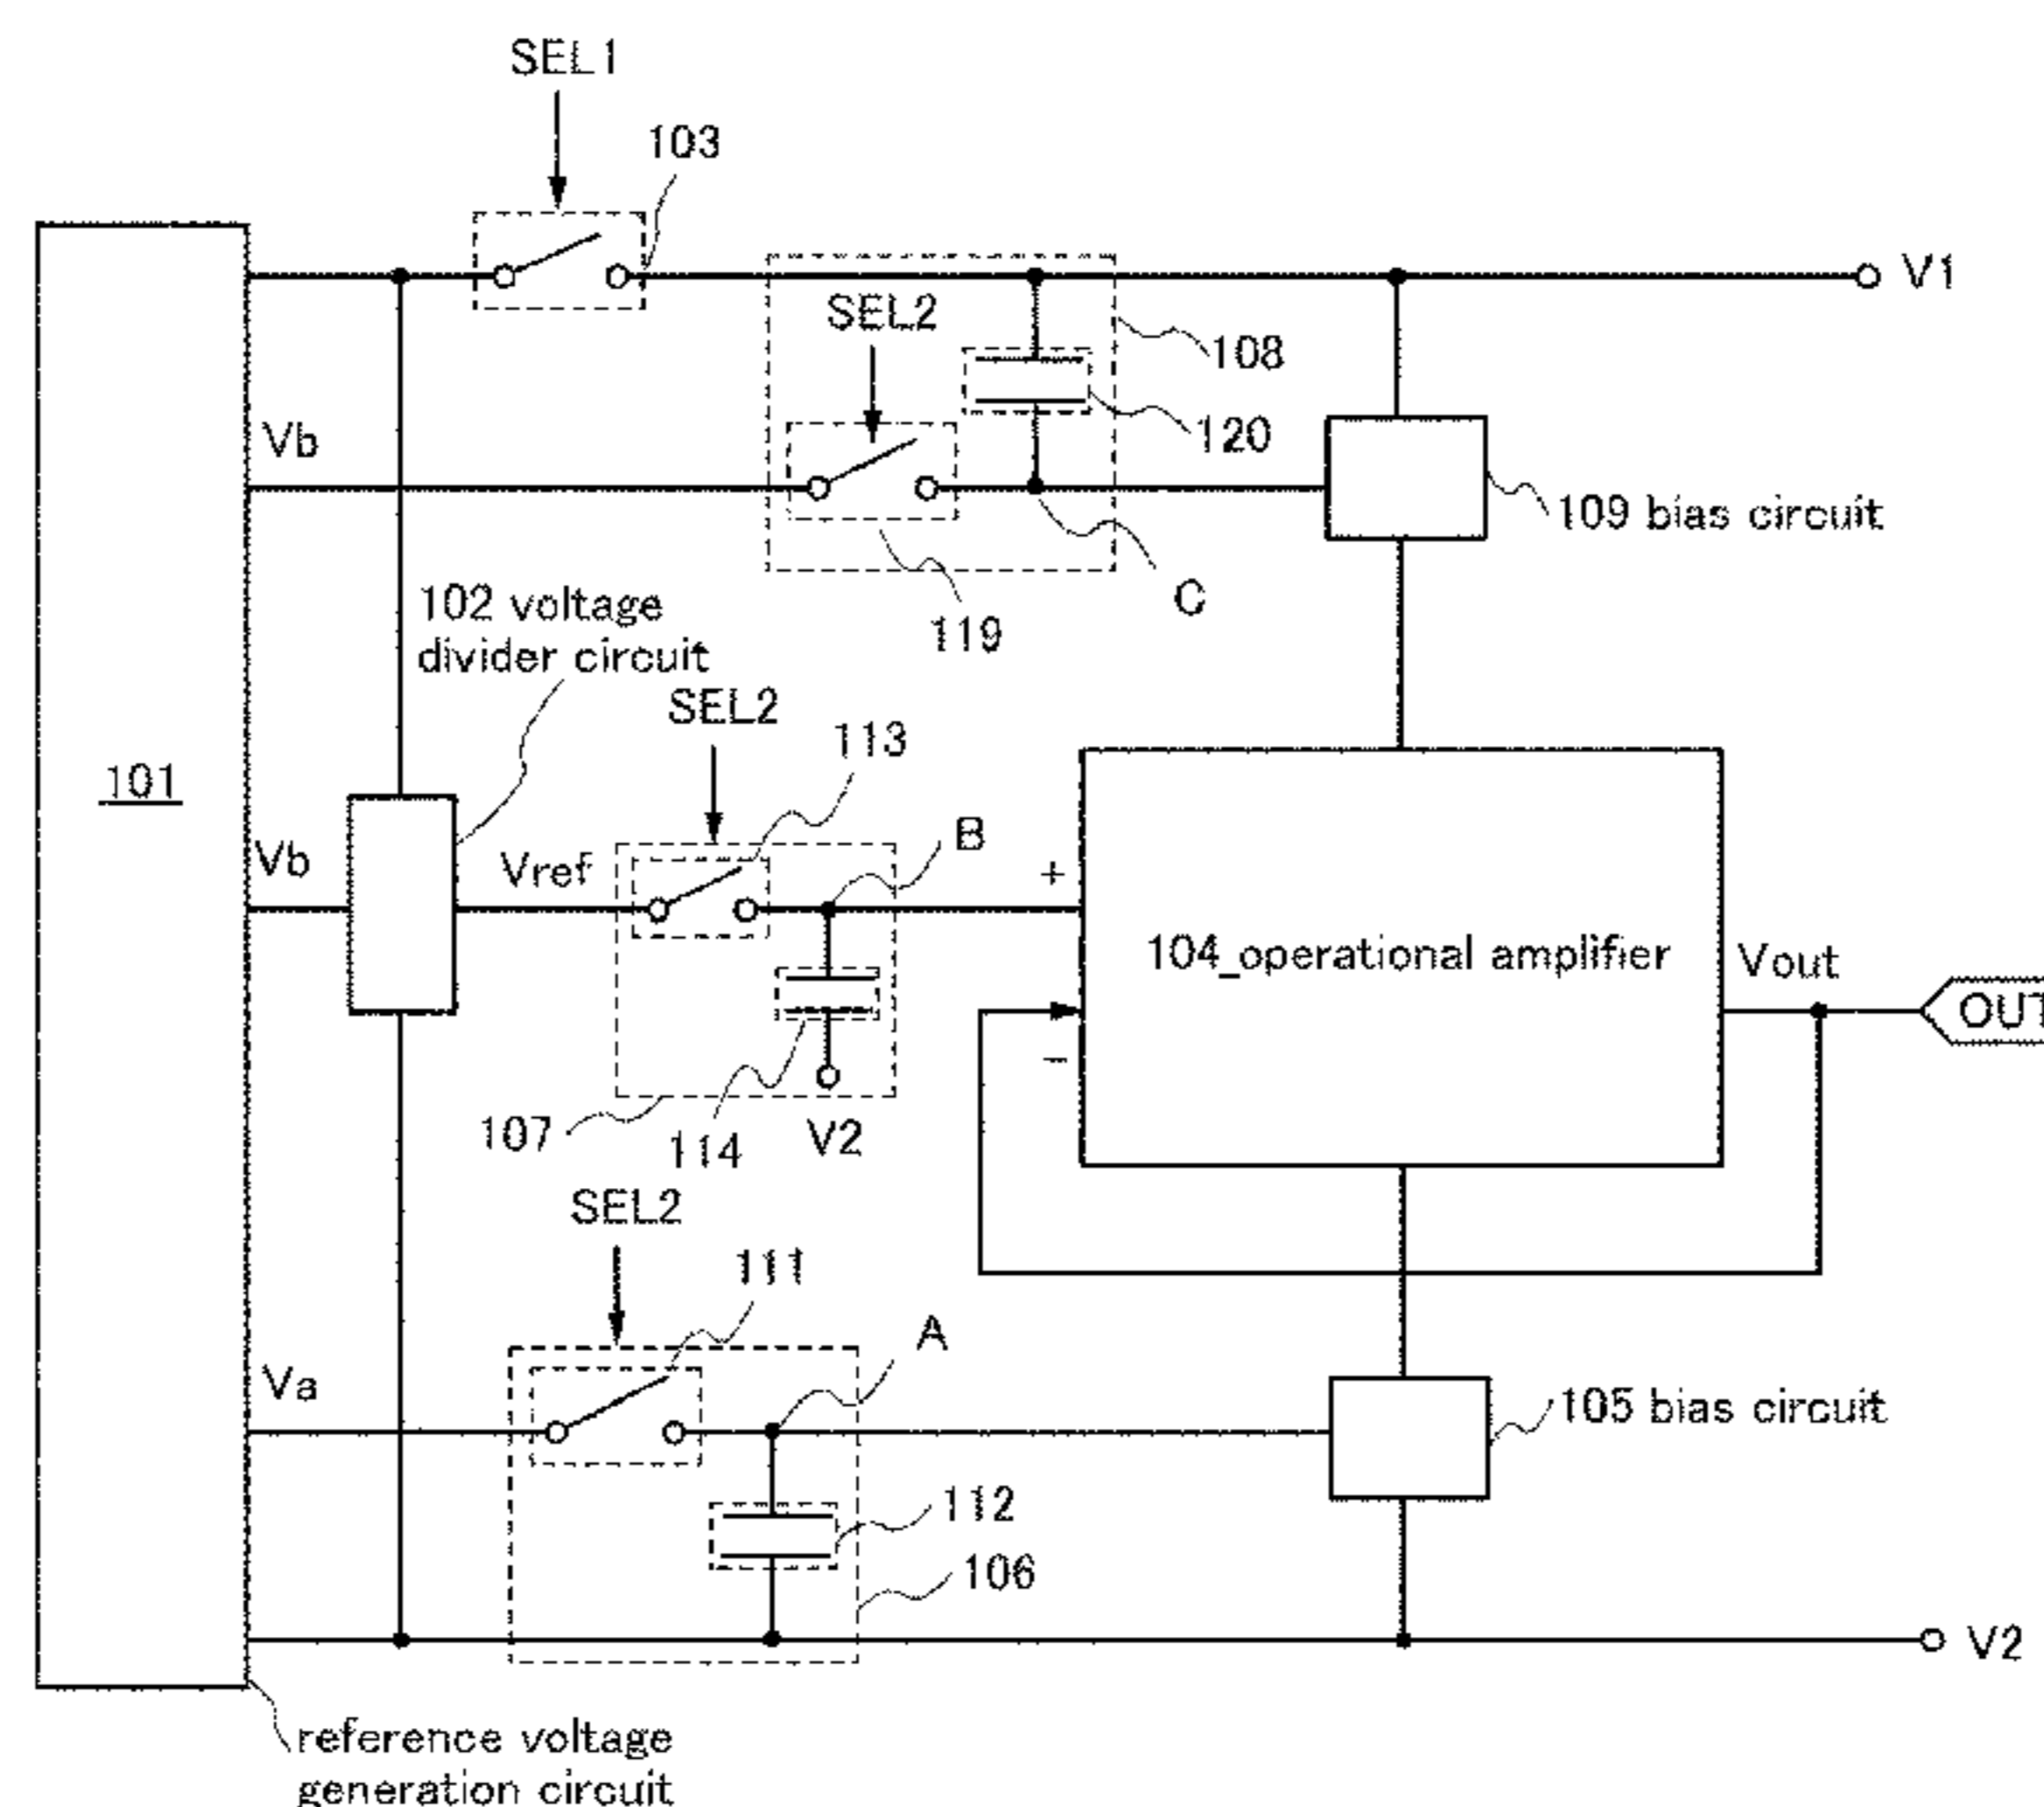 SEL1
103
V1
SEL2
108
120
Vb
109 bias circuit
C
119
102 voltage
divider circuit
SEL2
113
101
B
Vb
Vref
+
104_operational amplifier
Vout
OUT
−
107
114
V2
SEL2
111
A
Va
105 bias circuit
112
106
V2
reference voltage
generation circuit